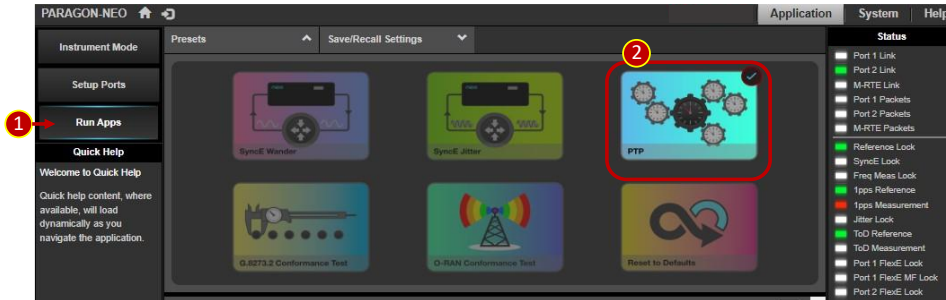 PARAGON-NEO
Application
System
Help
Instrument Mode
Setup Ports
1
Run Apps
Quick Help
Welcome to Quick Help
Quick help content, where
available, will load
dynamically as you
navigate the application.
Presets
Save/Recall Settings
2
SyncE Wander
SyncE Jitter
PTP
G.8273.2 Conformance Test
O-RAN Conformance Test
Reset to Defaults
Status
Port 1 Link
Port 2 Link
M-RTE Link
Port 1 Packets
Port 2 Packets
M-RTE Packets
Reference Lock
SyncE Lock
Freq Meas Lock
1pps Reference
1pps Measurement
Jitter Lock
ToD Reference
ToD Measurement
Port 1 FlexE Lock
Port 1 FlexE MF Lock
Port 2 FlexE Lock